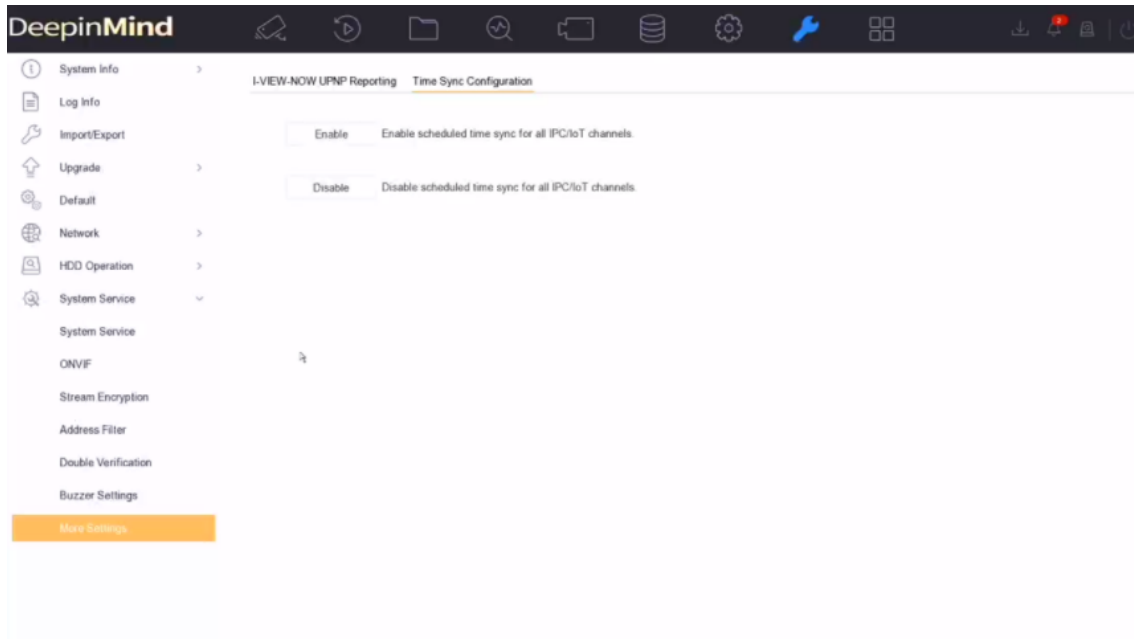 DeepinMind
2
System Info
Log Info
Import/Export
Upgrade
Default
Network
HDD Operation
System Service
System Service
ONVIF
Stream Encryption
Address Filter
Double Verification
Buzzer Settings
More Settings
I-VIEW-NOW UPNP Reporting Time Sync Configuration
Enable Enable scheduled time sync for all IPC/IoT channels.
Disable Disable scheduled time sync for all IPC/IoT channels.